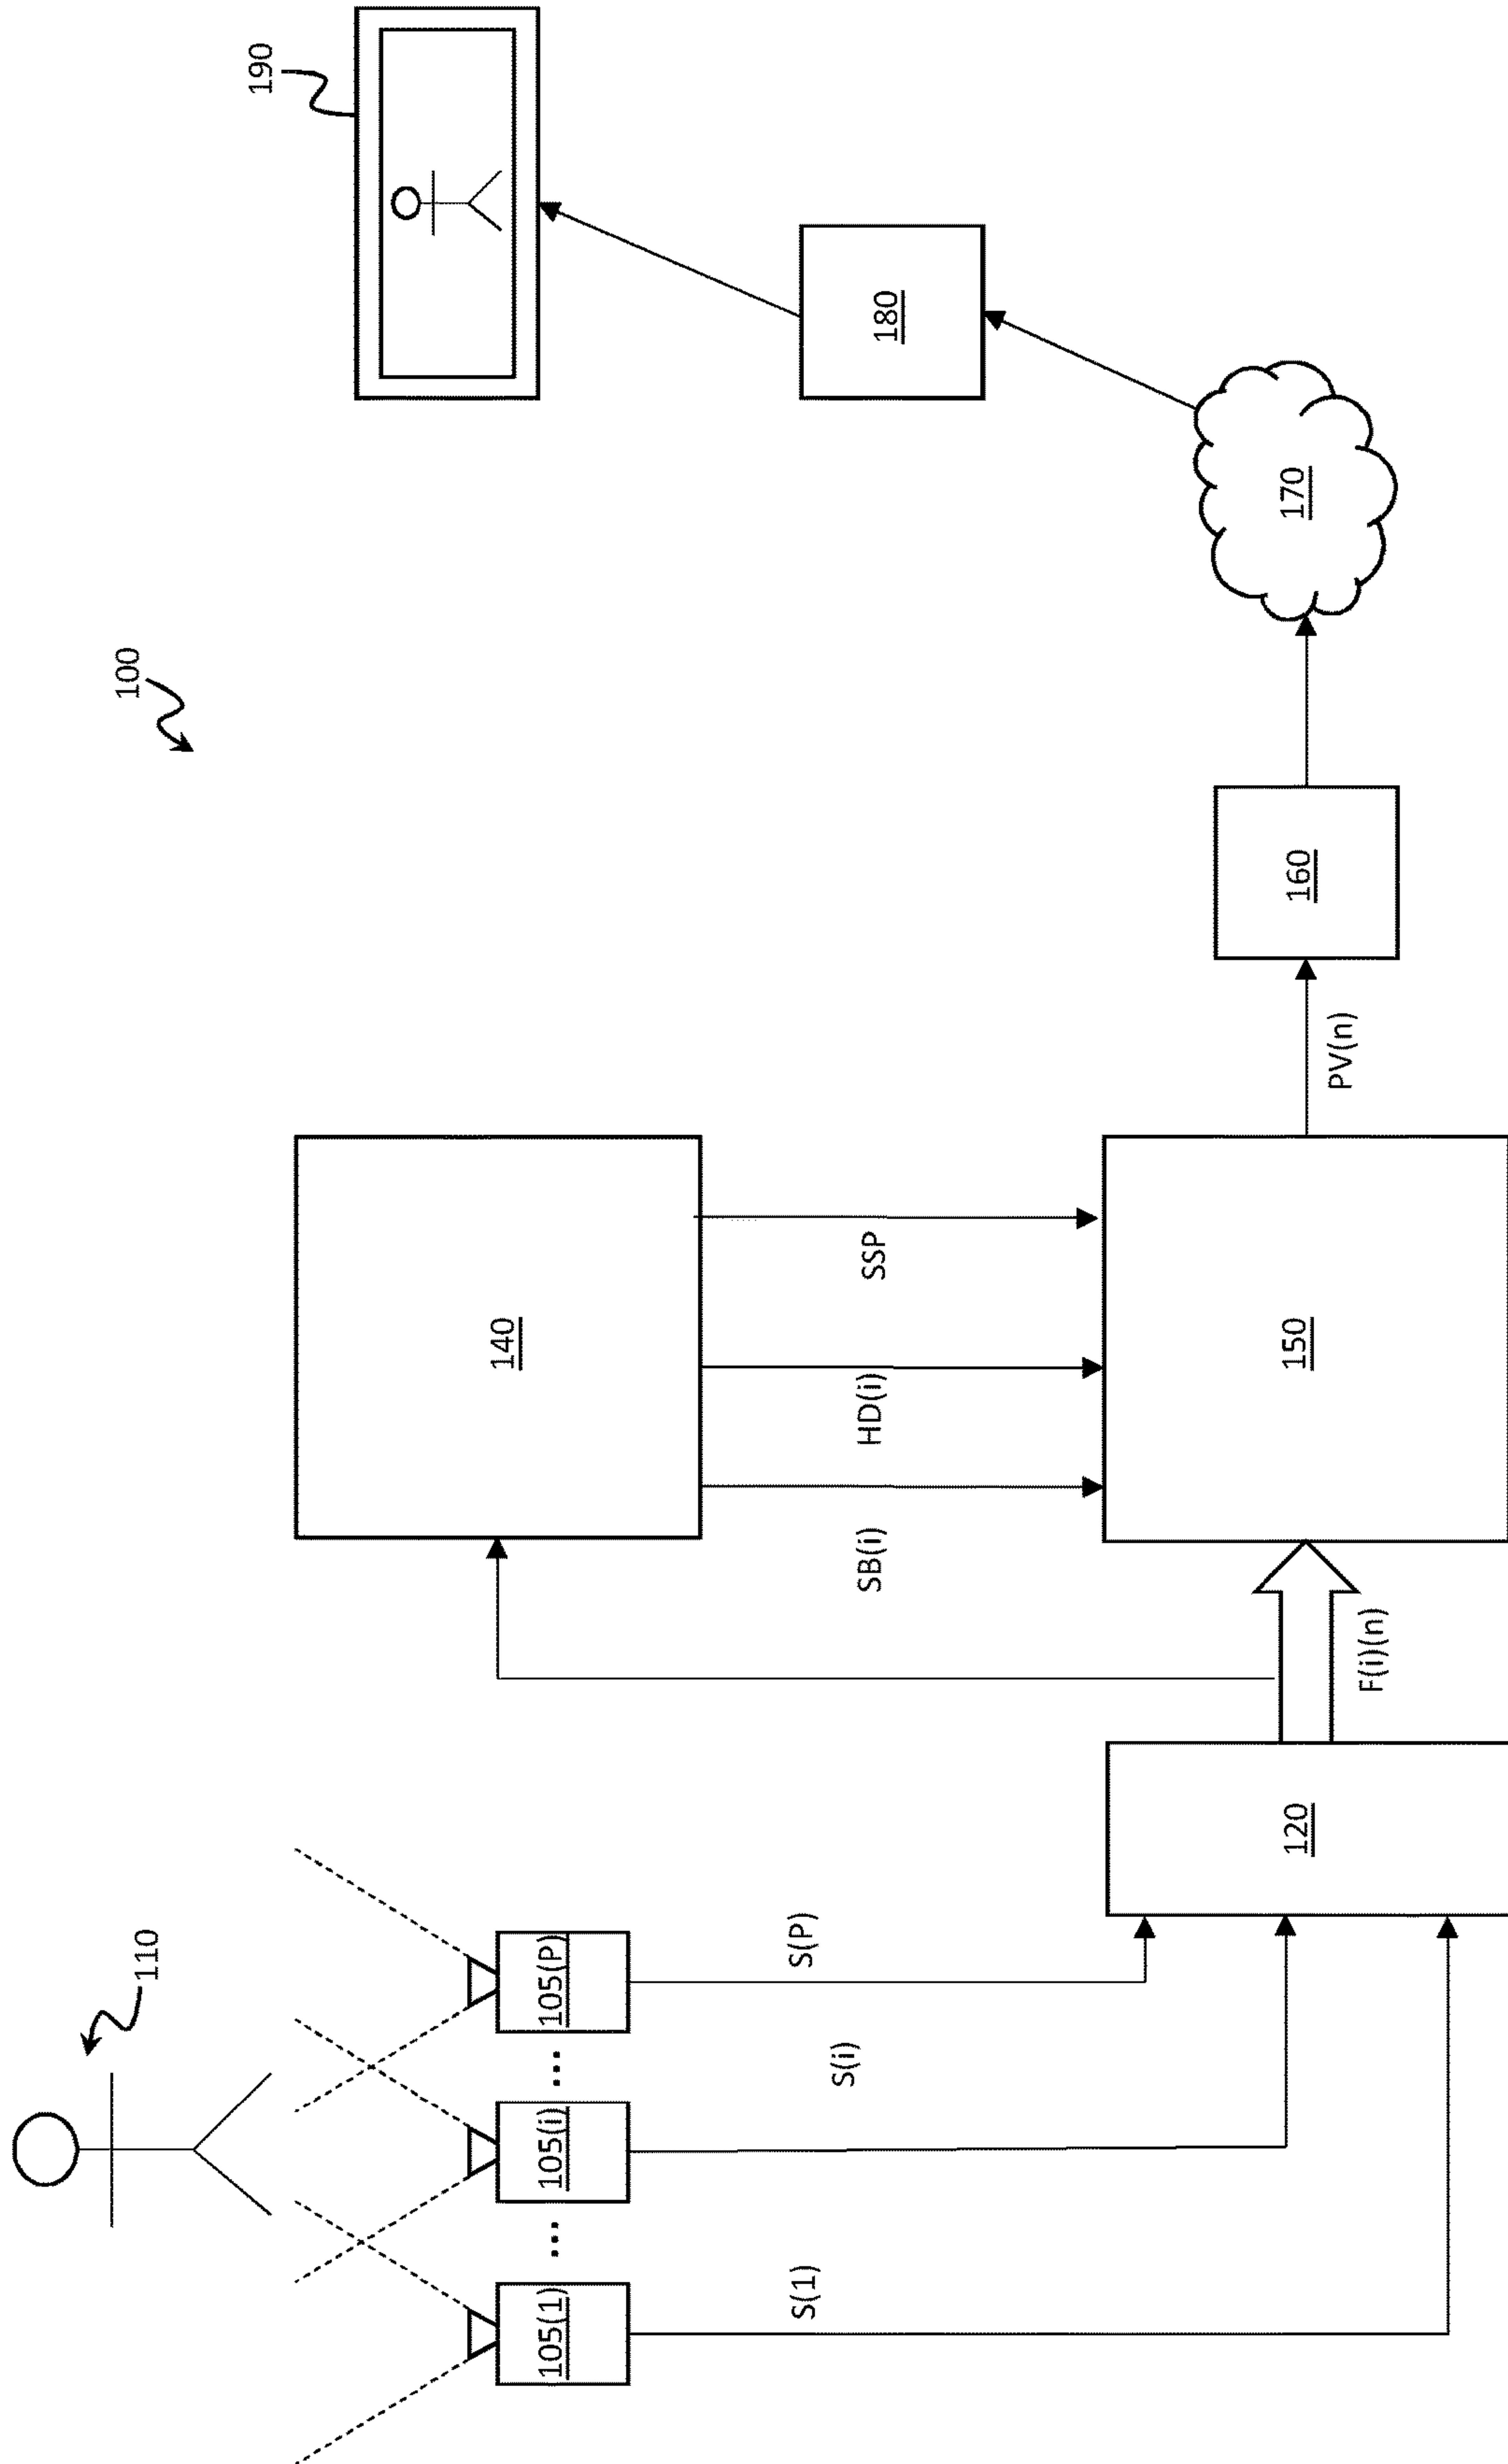 100
110
105(1)
...
105(i)
...
105(P)
S(1)
S(i)
S(P)
120
F(i)(n)
140
SB(i)
HD(i)
SSP
150
PV(n)
160
170
180
190